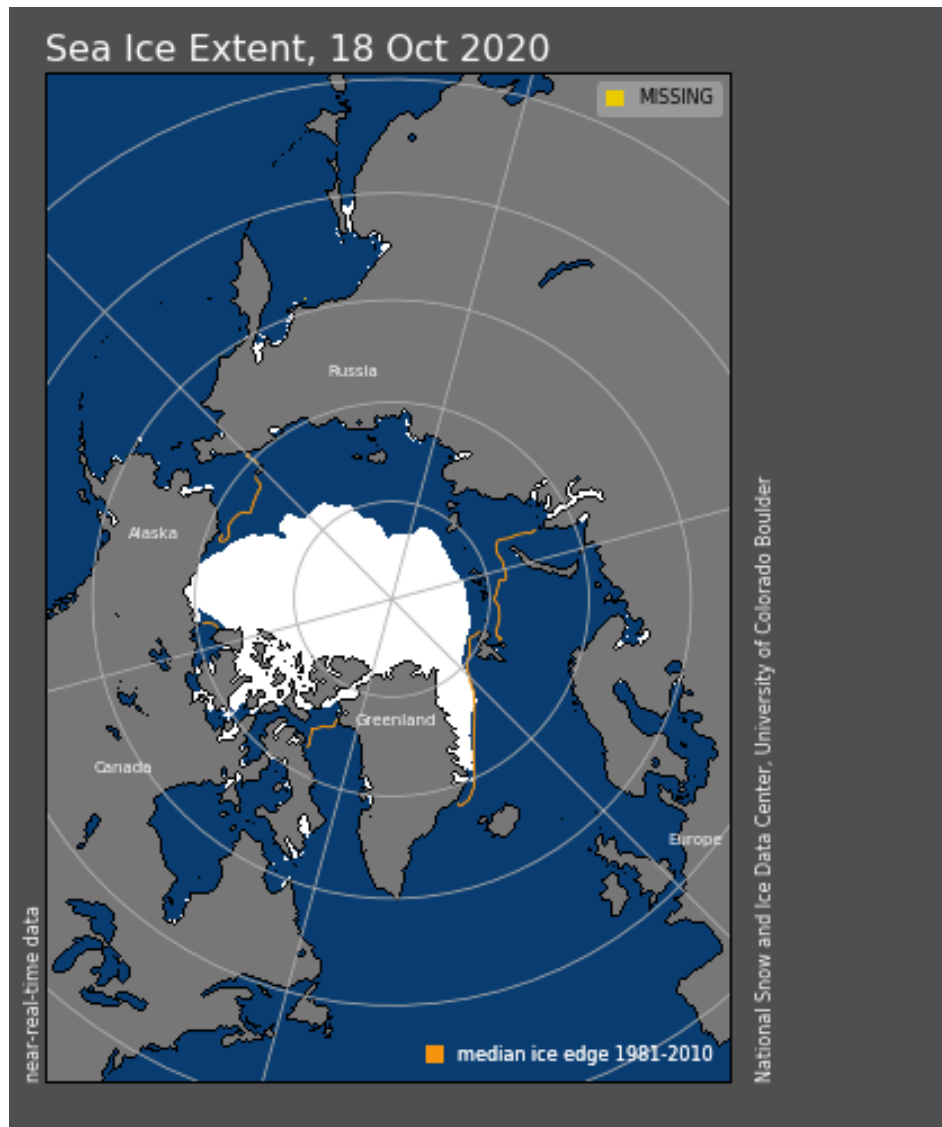 Sea Ice Extent, 18 Oct 2020
MISSING
Russia
Alaska
Greenland
Canada
Europe
median ice edge 1981-2010
near-real-time data
National Snow and Ice Data Center, University of Colorado Boulder